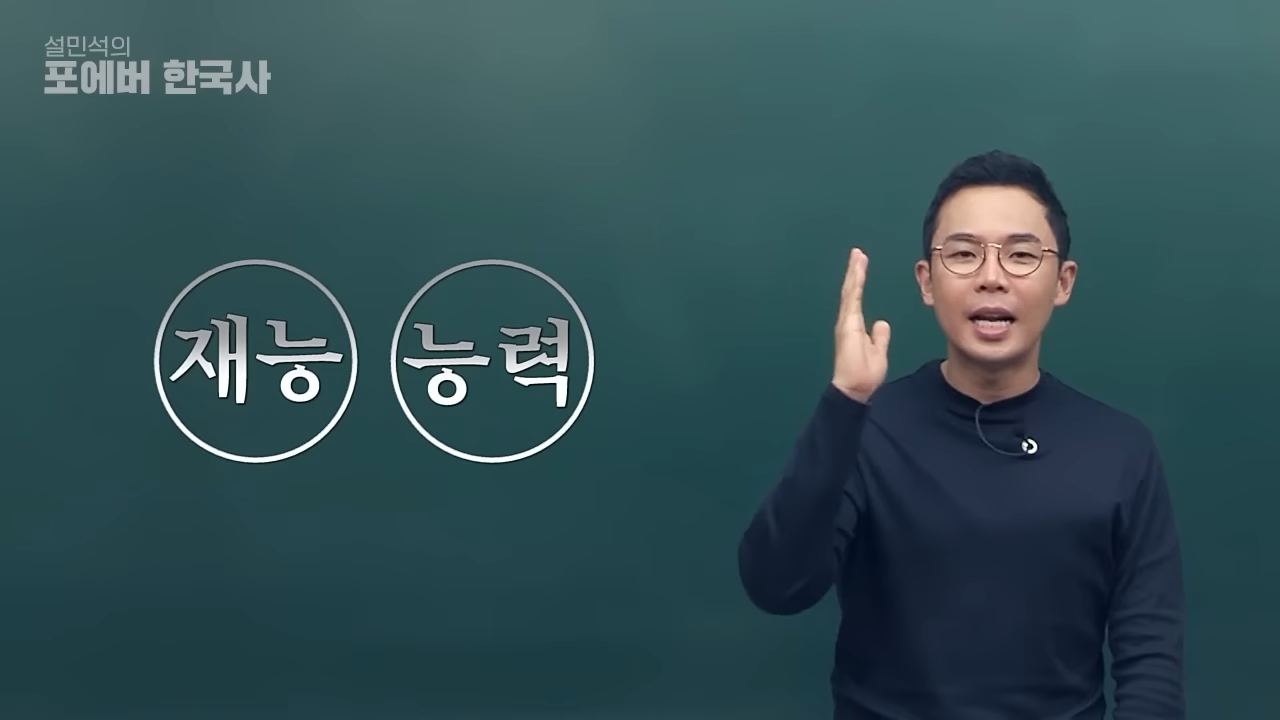 설민석의
포에버 한국사
재능 능력